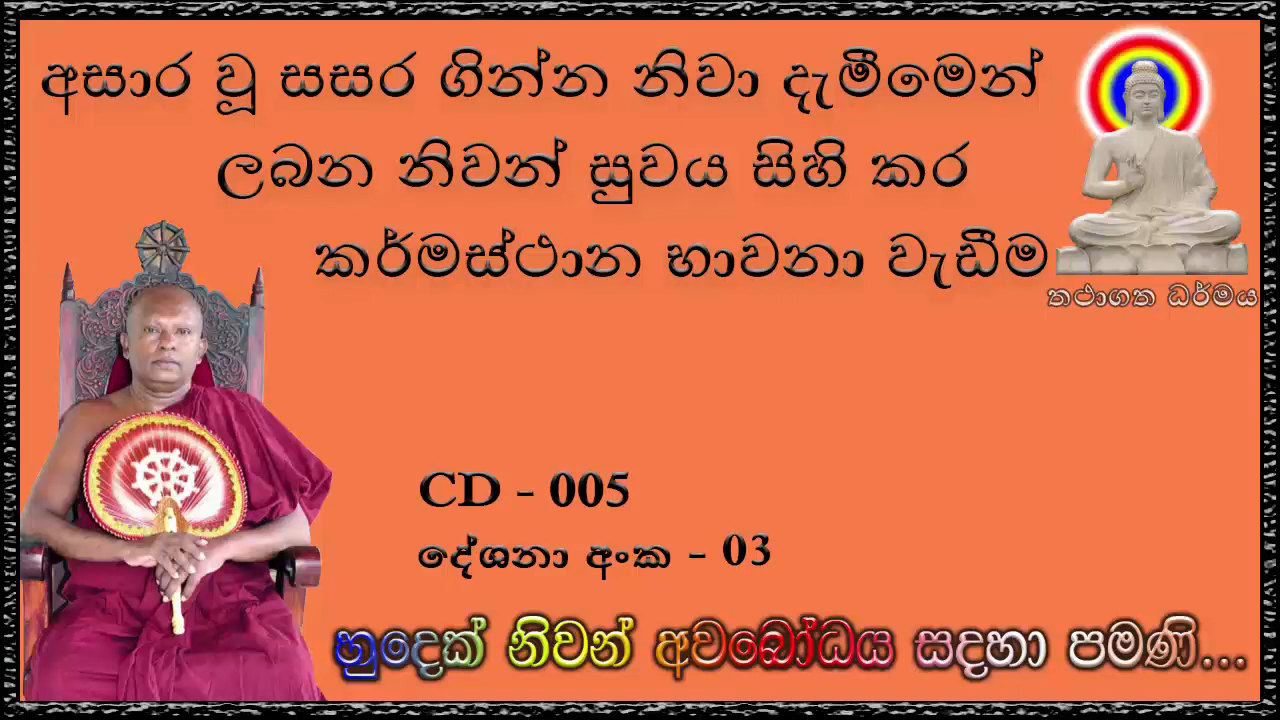 අසාර වූ සසර ගින්න නිවා දැමීමෙන්
ලබන නිවන් සුවය සිහි කර
කර්මස්ථාන භාවනා වැඩීම
තථාගත ධර්මය
CD - 005
දේශනා අංක - 03
හුදෙක් නිවන් අවබෝධය සදහා පමණි...